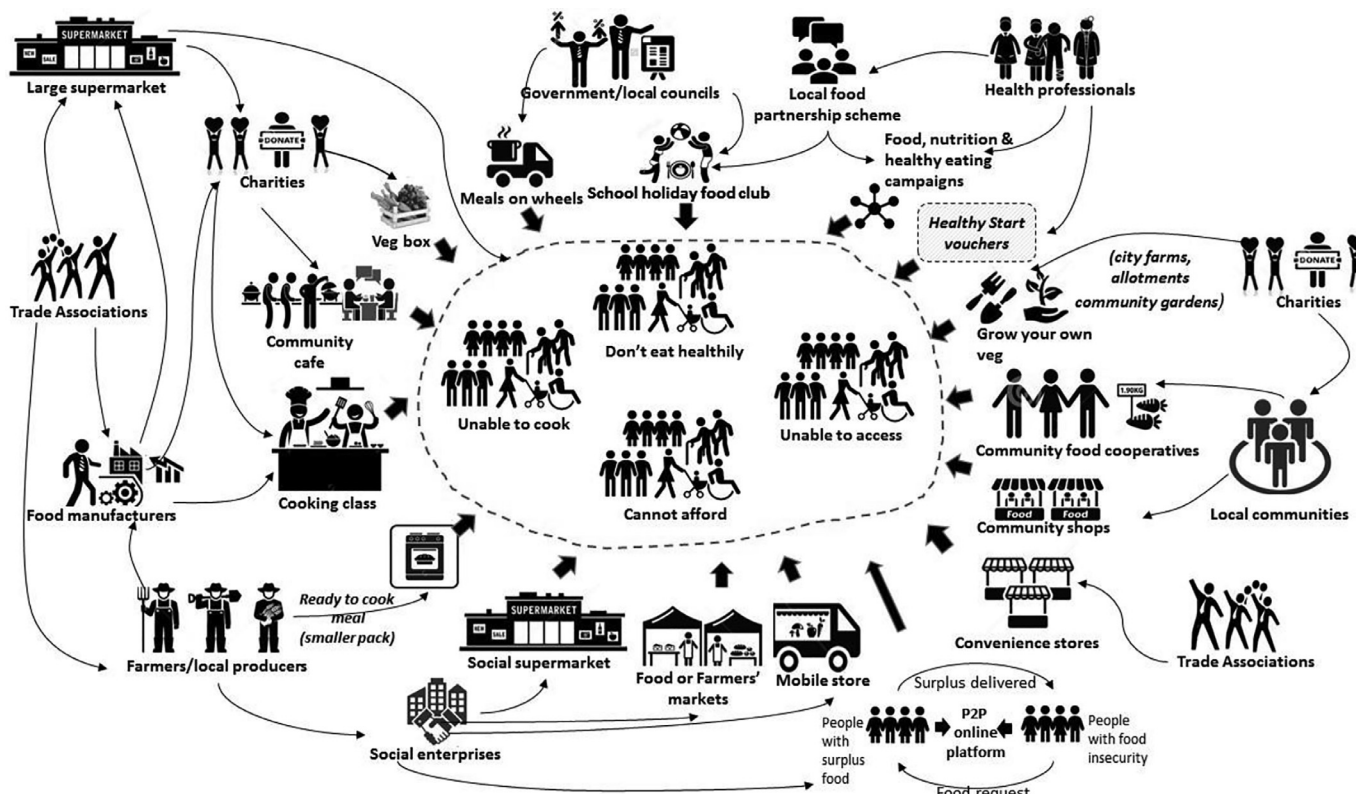 SUPERMARKET
NEW
SALE
Large supermarket
DONATE
Charities
Trade Associations
Food manufacturers
Farmers/local producers
Veg box
Community
cafe
Cooking class
Ready to cook
meal
(smaller pack)
Government/local councils
Meals on wheels
School holiday food club
Local food
partnership scheme
Health professionals
Food, nutrition &
healthy eating
campaigns
Healthy Start
vouchers
(city farms,
allotments
community gardens)
Grow your own
veg
DONATE
Charities
Don't eat healthily
Unable to cook
Unable to access
Cannot afford
1.90KG
Community food cooperatives
Food
Food
Community shops
Local communities
Convenience stores
Trade Associations
SUPERMARKET
Social supermarket
Food or Farmers'
markets
Mobile store
Social enterprises
Surplus delivered
People
with
surplus
food
P2P
online
platform
People
with food
insecurity
Food request